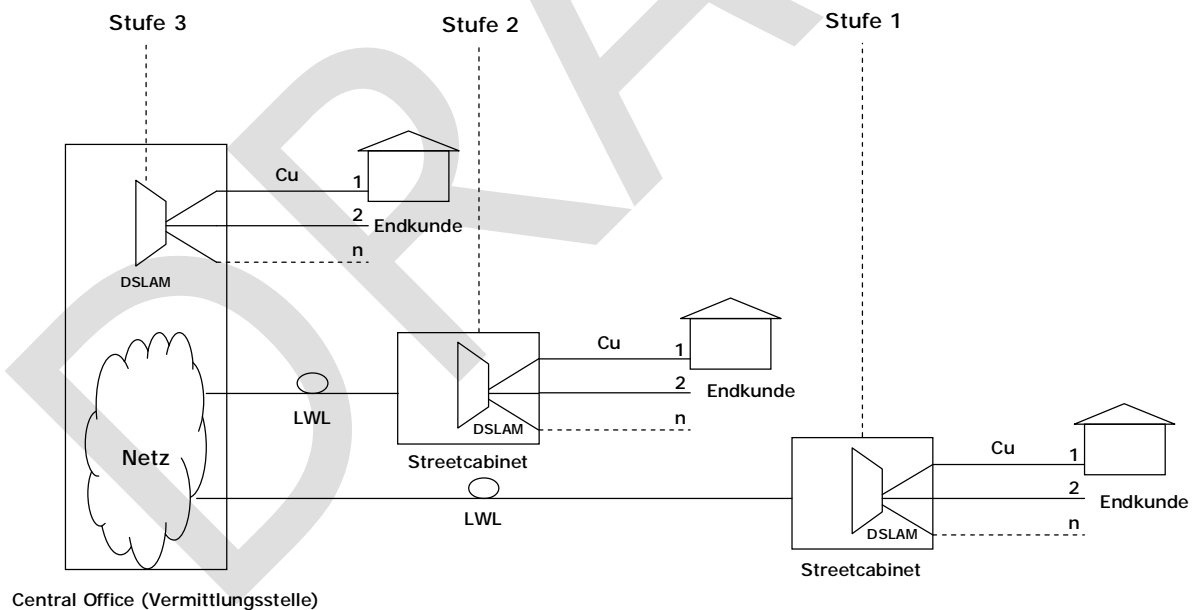 Stufe 3
Stufe 2
Stufe 1
Cu
1
2
n
Endkunde
DSLAM
Cu
1
2
n
Endkunde
DSLAM
Streetcabinet
LWL
Netz
Cu
1
2
n
Endkunde
DSLAM
Streetcabinet
LWL
Central Office (Vermittlungsstelle)
DRA